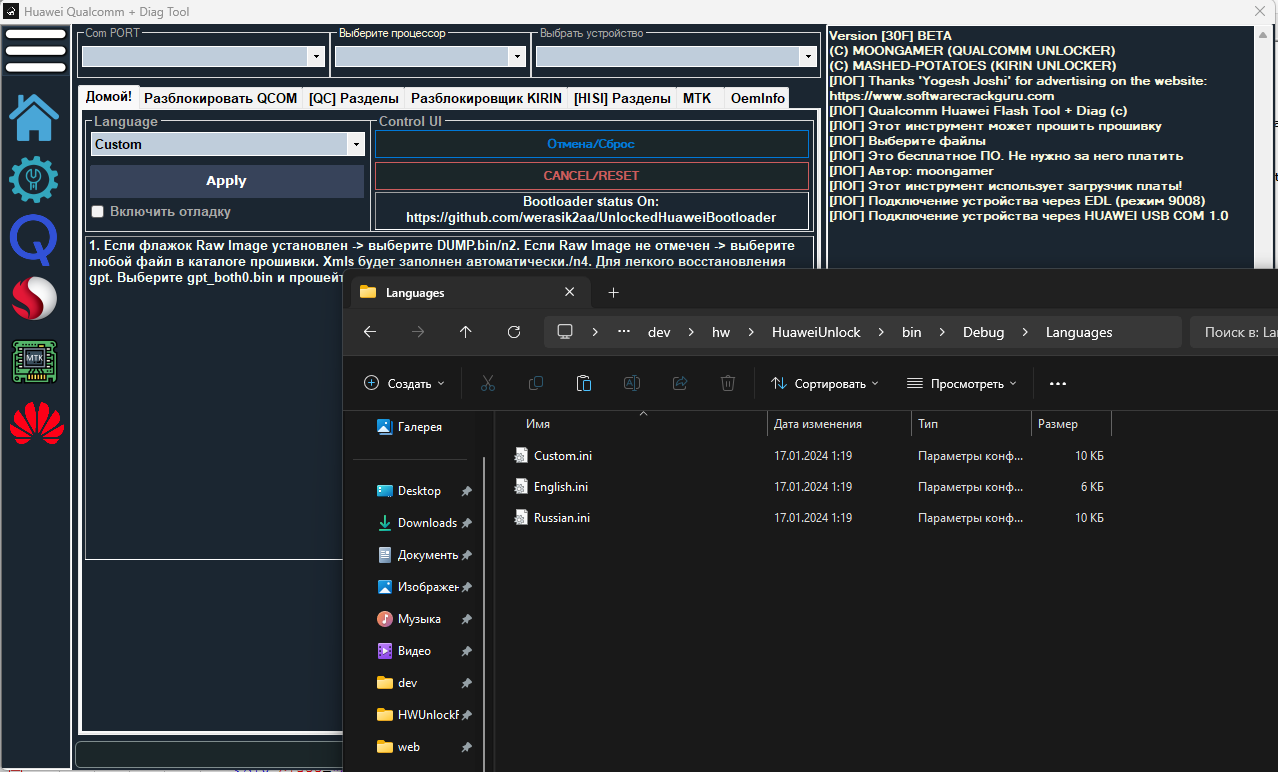 Huawei Qualcomm + Diag Tool
Com PORT
Выберите процессор
Выбрать устройство
Домой!
Разблокировать QCOM
[QC] Разделы
Разблокировщик KIRIN
[HISI] Разделы
MTK
OemInfo
Language
Custom
Apply
Включить отладку
Control UI
Отмена/Сброс
CANCEL/RESET
Bootloader status On:
https://github.com/werasik2aa/UnlockedHuaweiBootloader
1. Если флажок Raw Image установлен -> выберите DUMP.bin/n2. Если Raw Image не отмечен -> выберите
любой файл в каталоге прошивки. Xmls будет заполнен автоматически./n4. Для легкого восстановления
gpt. Выберите gpt_both0.bin и прошейт
Version [30F] BETA
(C) MOONGAMER (QUALCOMM UNLOCKER)
(C) MASHED-POTATOES (KIRIN UNLOCKER)
[ЛОГ] Thanks 'Yogesh Joshi' for advertising on the website:
https://www.softwarecrackguru.com
[ЛОГ] Qualcomm Huawei Flash Tool + Diag (c)
[ЛОГ] Этот инструмент может прошить прошивку
[ЛОГ] Выберите файлы
[ЛОГ] Это бесплатное ПО. Не нужно за него платить
[ЛОГ] Автор: moongamer
[ЛОГ] Этот инструмент использует загрузчик платы!
[ЛОГ] Подключение устройства через EDL (режим 9008)
[ЛОГ] Подключение устройства через HUAWEI USB COM 1.0
MTK
Languages
dev
hw
HuaweiUnlock
bin
Debug
Languages
Поиск в: Lan
Создать
Сортировать
Просмотреть
Галерея
Desktop
Downloads
Документь
Изображен
Музыка
Видео
dev
HWUnlockF
web
Имя
Дата изменения
Тип
Размер
Custom.ini
17.01.2024 1:19
Параметры конф...
10 КБ
English.ini
17.01.2024 1:19
Параметры конф...
6 КБ
Russian.ini
17.01.2024 1:19
Параметры конф...
10 КБ